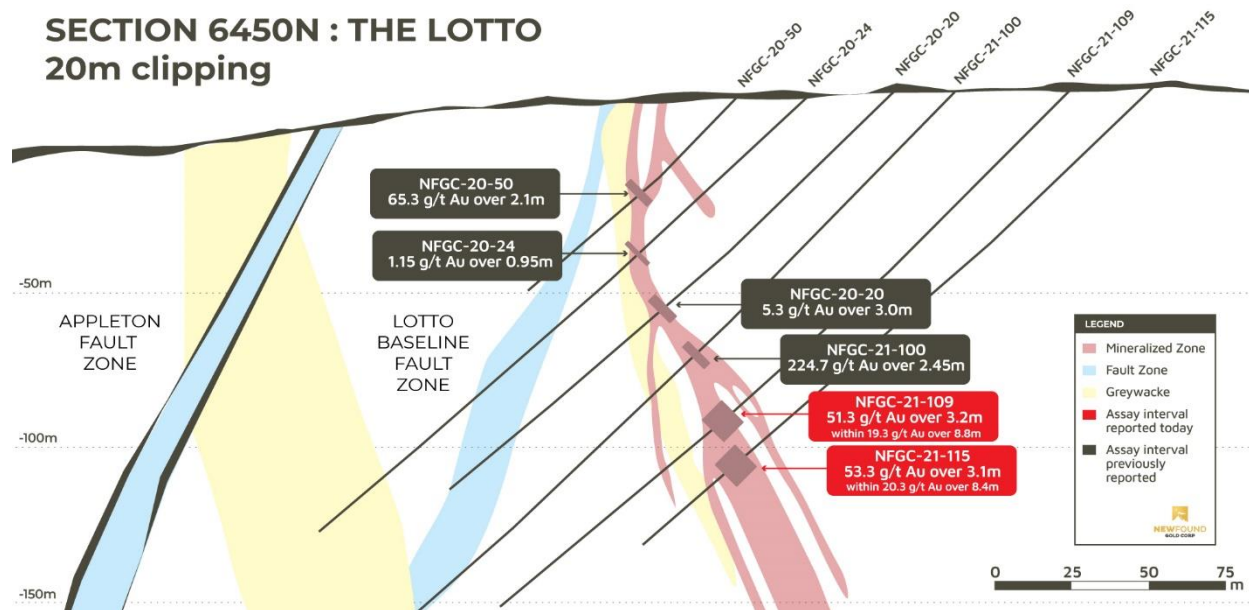 SECTION 6450N : THE LOTTO
20m clipping
NFGC-20-50
NFGC-20-24
NFGC-20-20
NFGC-21-100
NFGC-21-109
NFGC-21-115
NFGC-20-50
65.3 g/t Au over 2.1m
NFGC-20-24
1.15 g/t Au over 0.95m
-50m
NFGC-20-20
5.3 g/t Au over 3.0m
APPLETON
FAULT
ZONE
LOTTO
BASELINE
FAULT
ZONE
NFGC-21-100
224.7 g/t Au over 2.45m
NFGC-21-109
51.3 g/t Au over 3.2m
within 19.3 g/t Au over 8.8m
-100m
NFGC-21-115
53.3 g/t Au over 3.1m
within 20.3 g/t Au over 8.4m
LEGEND
Mineralized Zone
Fault Zone
Greywacke
Assay interval
reported today
Assay interval
previously
reported
NEWFOUND
GOLD CORP
0 25 50 75
m
-150m